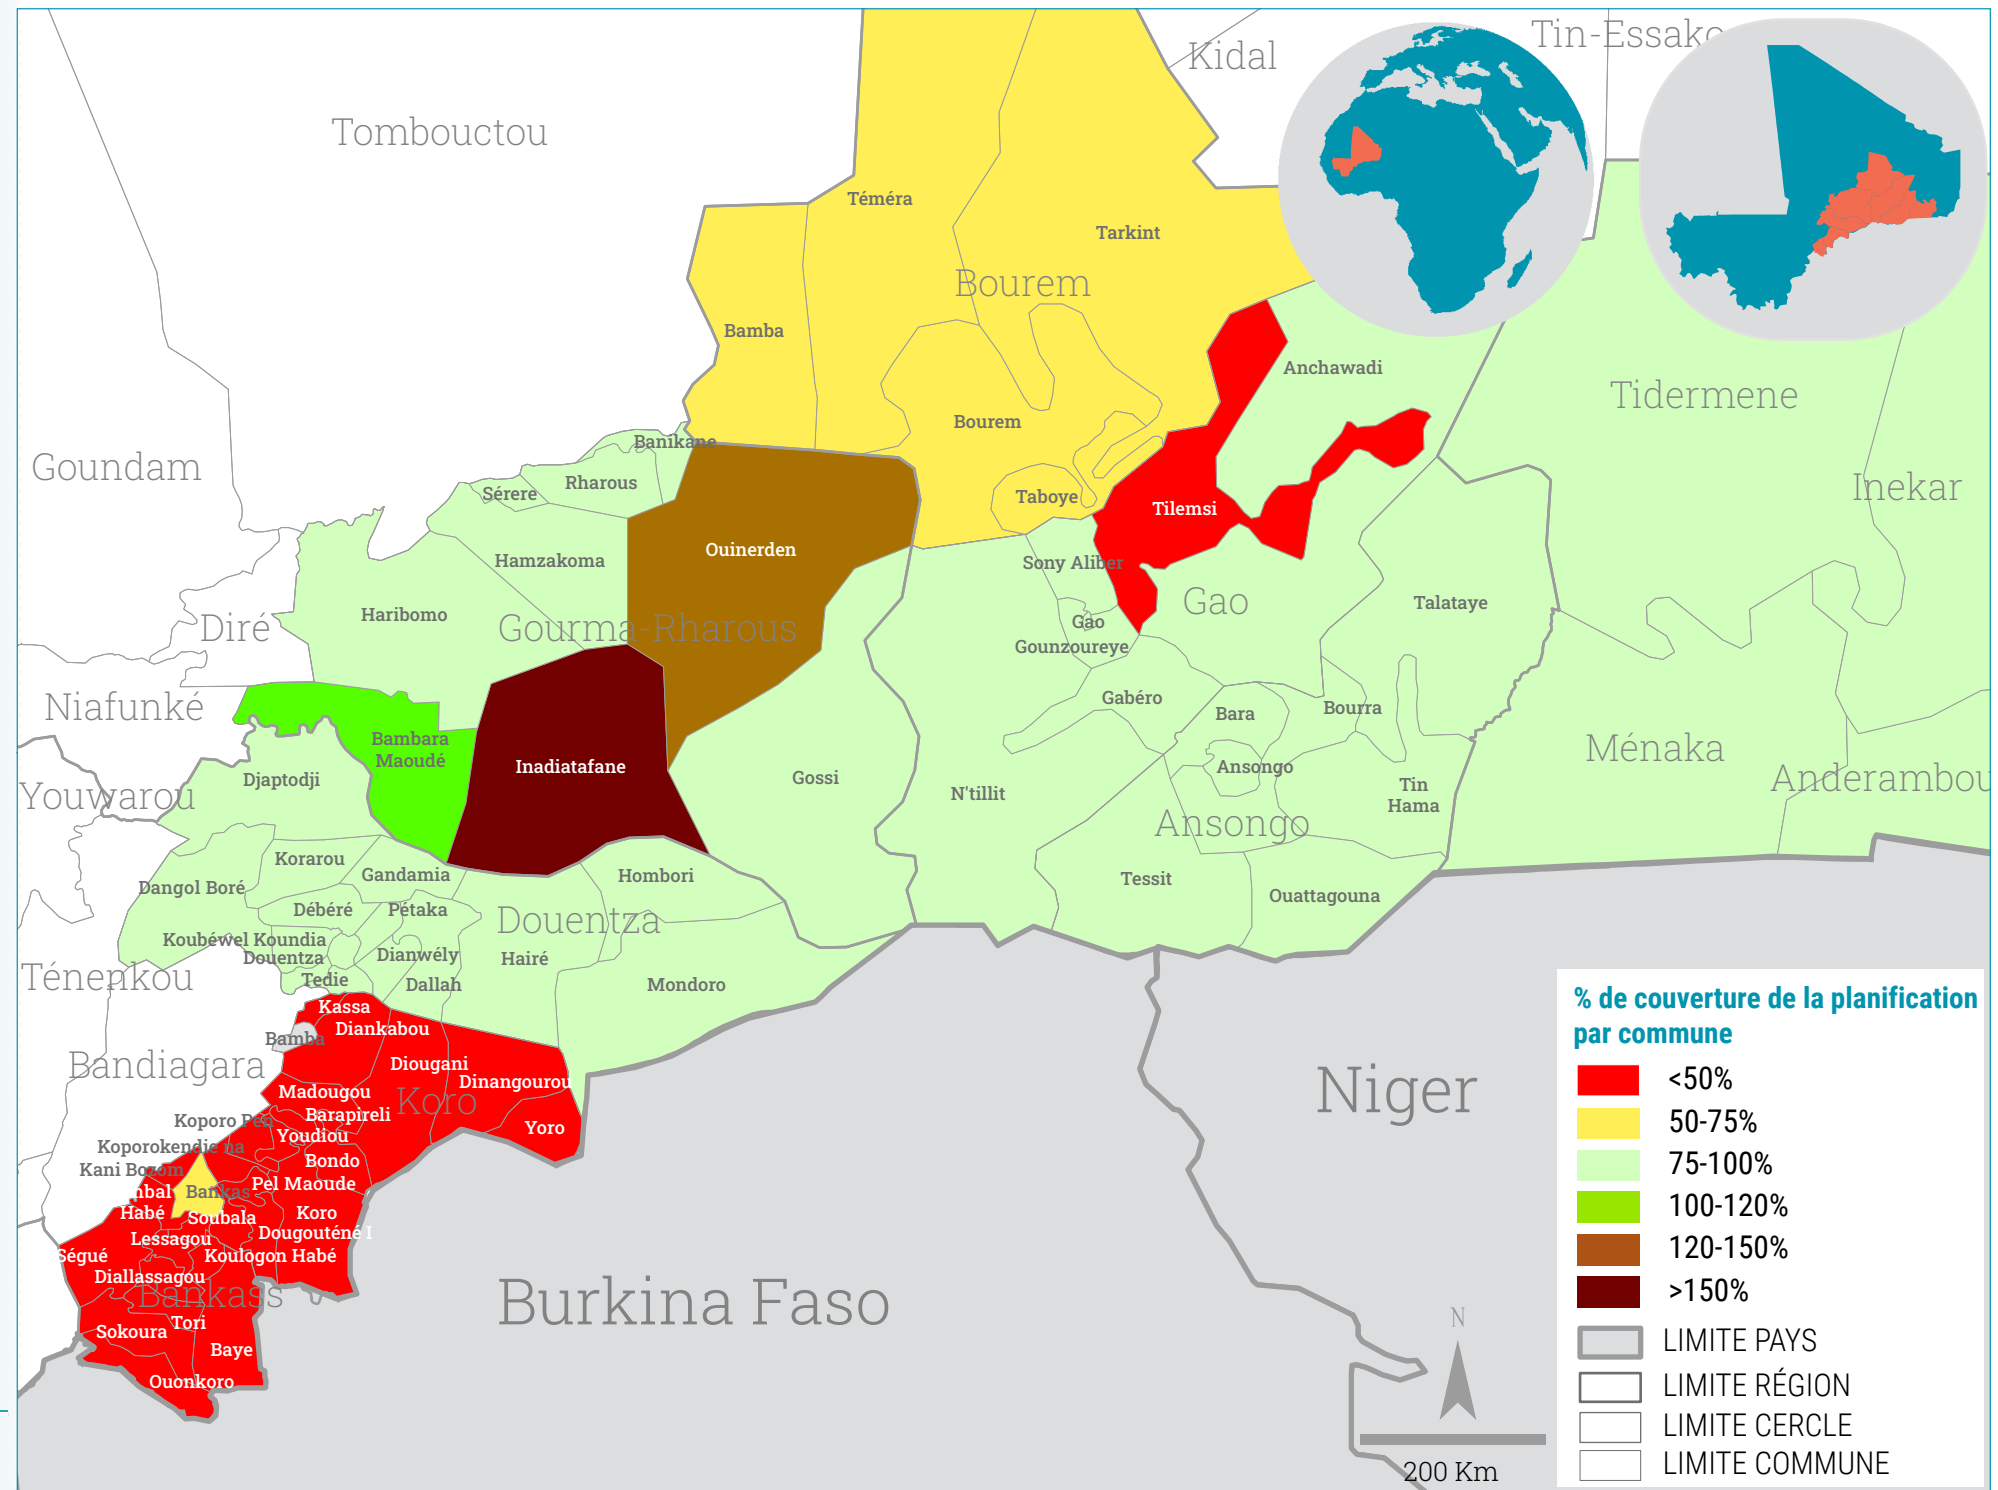 Kidal
Tin-Essako
Tombouctou
Téméra
Tarkint
Bourem
Bamba
Anchawadi
Tidermene
Bourem
Banikane
Goundam
Rharous
Sérere
Taboye
Tilemsi
Inekar
Ouinerden
Hamzakoma
Sony Aliber
Haribomo
Gao
Talataye
Diré
Gourma-Rharous
Gao
Gounzoureye
Niafunké
Gabéro
Bara
Bourra
Bambara
Maoudé
Ménaka
Inadiatafane
Ansongo
Djaptodji
Gossi
N'tillit
Tin
Hama
Anderambou
Youwarou
Ansongo
Korarou
Gandamia
Hombori
Tessit
Dangol Boré
Ouattagouna
Débéré
Pétaka
Douentza
Koubéwel Koundia
Douentza
Dianwély
Hairé
Ténenkou
Tedie
Dallah
Mondoro
Kassa
Diankabou
Bamba
Bandiagara
Diougani
Dinangourou
Madougou
Koro
Barapireli
Koporo Pen
Youdiou
Yoro
Koporokendie na
Bondo
Kani Bozom
Pel Maoude
Bankas
Habé
Soubala
Koro
Lessagou
Dougouténé I
Ségué
Koulogon Habé
Diallassagou
Bankass
Tori
Sokoura
Baye
Ouonkoro
Niger
Burkina Faso
N
200 Km
% de couverture de la planification
par commune
<50%
50-75%
75-100%
100-120%
120-150%
>150%
LIMITE PAYS
LIMITE RÉGION
LIMITE CERCLE
LIMITE COMMUNE